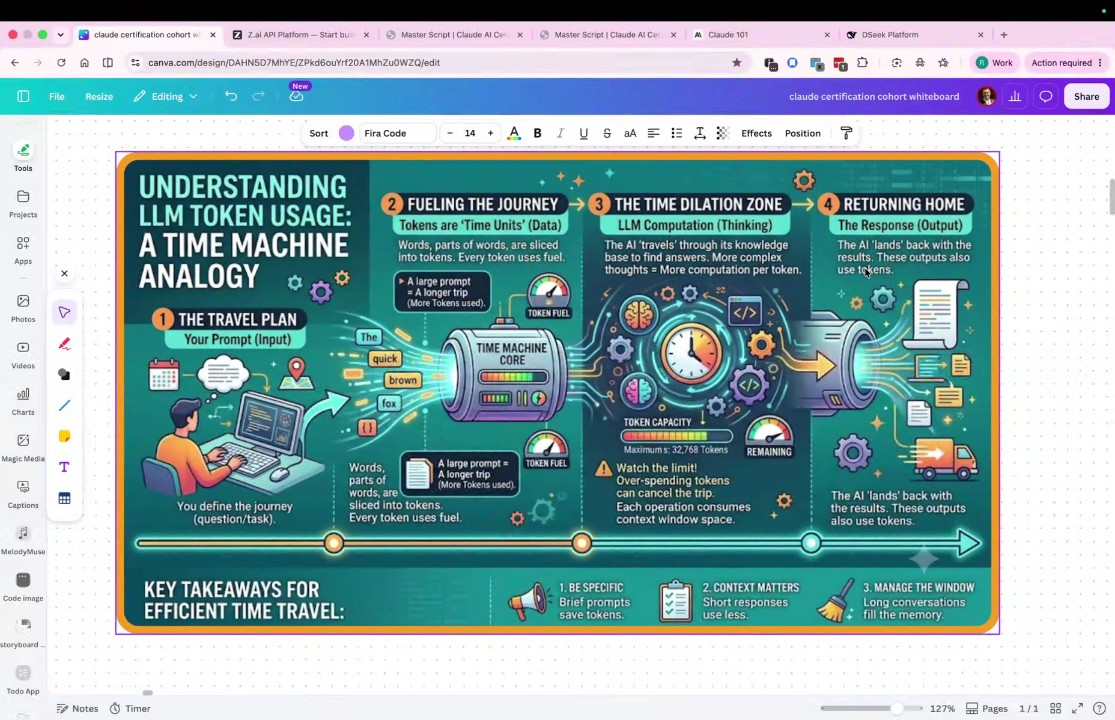 claude certification cohort wh
Z.ai API Platform — Start buil
Master Script | Claude AI Ce
Master Script | Claude AI Ce
Claude 101
DSeek Platform
canva.com/design/DAHN5D7MhYE/ZPkd6ouYrf20A1MhZu0WZQ/edit
Work
Action required
File
Resize
Editing
New
claude certification cohort whiteboard
Share
Sort
Fira Code
14
Effects
Position
Tools
Projects
Apps
Photos
Videos
Charts
Magic Media
Captions
MelodyMuse
Code image
storyboard ...
Todo App
UNDERSTANDING
LLM TOKEN USAGE:
A TIME MACHINE
ANALOGY
1 THE TRAVEL PLAN
Your Prompt (Input)
You define the journey
(question/task).
2 FUELING THE JOURNEY
Tokens are 'Time Units' (Data)
Words, parts of words, are sliced
into tokens. Every token uses fuel.
A large prompt
= A longer trip
(More Tokens used).
TOKEN FUEL
The
quick
brown
fox
{ }
TIME MACHINE
CORE
TOKEN FUEL
A large prompt =
A longer trip
(More Tokens used).
Words,
parts of
words, are
sliced into tokens.
Every token uses fuel.
3 THE TIME DILATION ZONE
LLM Computation (Thinking)
The AI 'travels' through its knowledge
base to find answers. More complex
thoughts = More computation per token.
</>
</>
TOKEN CAPACITY
Maximum s: 32,768 Tokens
REMAINING
Watch the limit!
Over-spending tokens
can cancel the trip.
Each operation consumes
context window space.
4 RETURNING HOME
The Response (Output)
The AI 'lands' back with the
results. These outputs also
use tokens.
The AI 'lands' back with
the results. These outputs
also use tokens.
KEY TAKEAWAYS FOR
EFFICIENT TIME TRAVEL:
1. BE SPECIFIC
Brief prompts
save tokens.
2. CONTEXT MATTERS
Short responses
use less.
3. MANAGE THE WINDOW
Long conversations
fill the memory.
Notes
Timer
127%
Pages
1 / 1